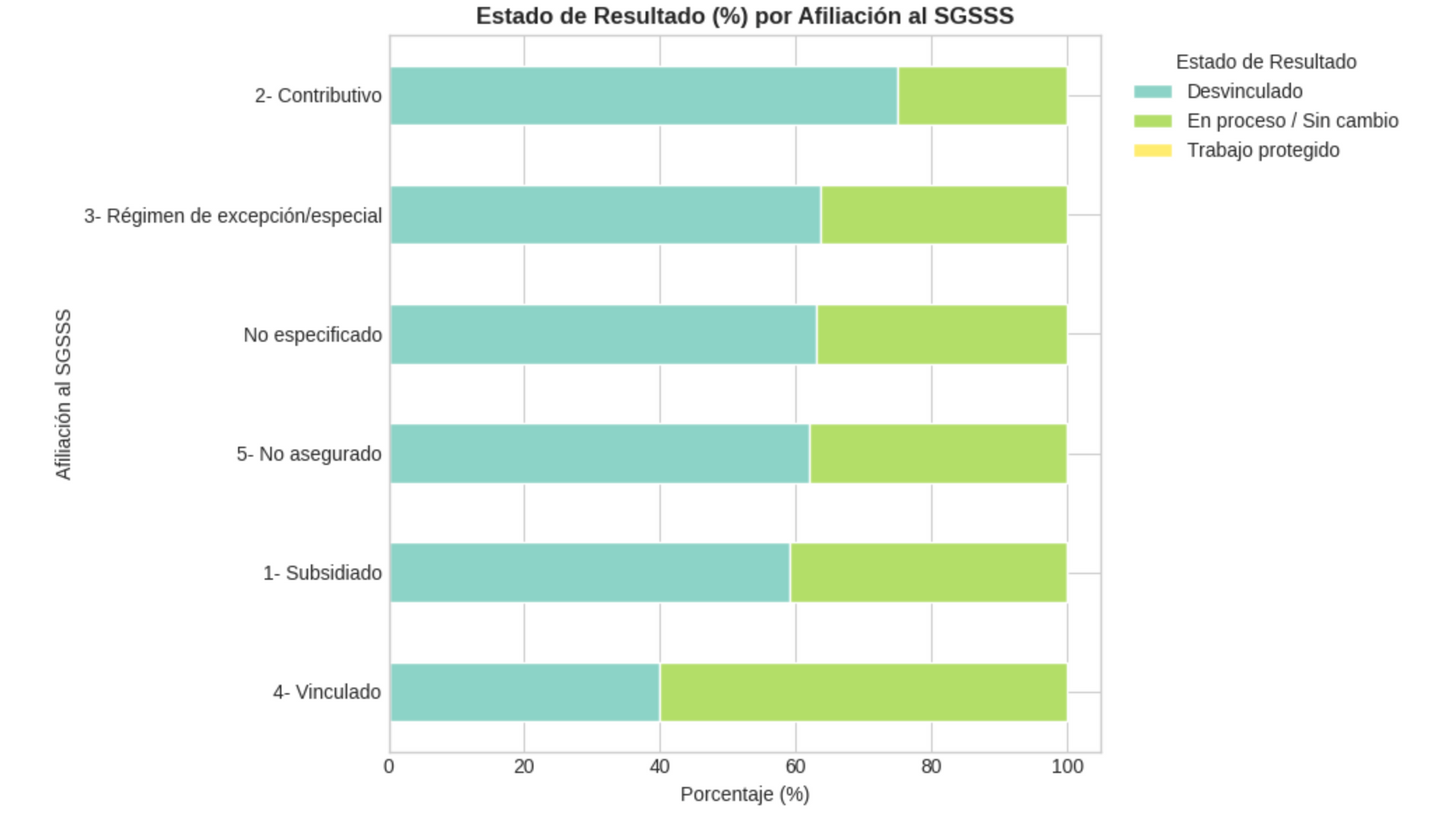 Estado de Resultado (%) por Afiliación al SGSSS
Estado de Resultado
Desvinculado
En proceso / Sin cambio
Trabajo protegido
Afiliación al SGSSS
2- Contributivo
3- Régimen de excepción/especial
No especificado
5- No asegurado
1- Subsidiado
4- Vinculado
0 20 40 60 80 100
Porcentaje (%)